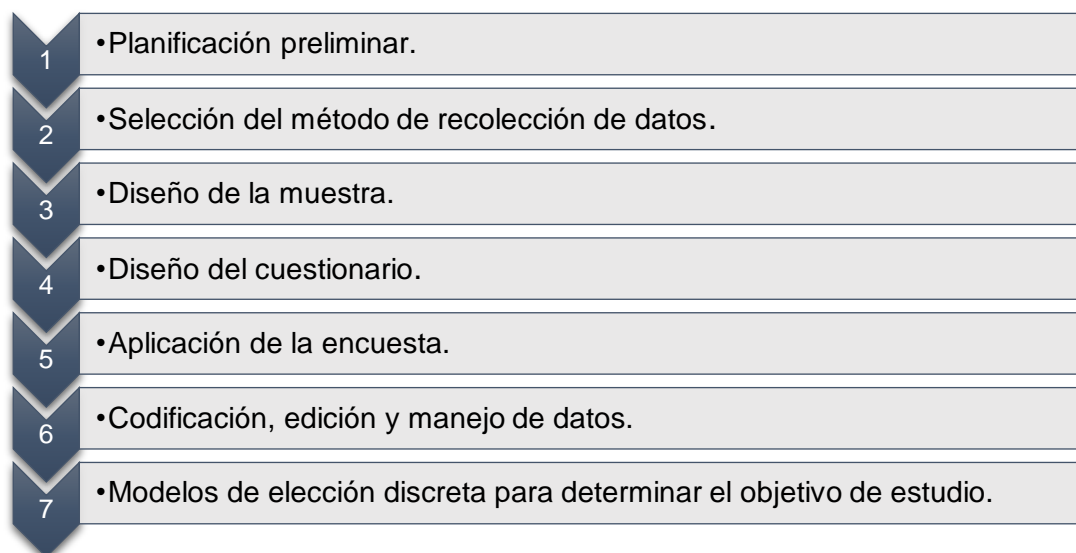 1 •Planificación preliminar.
2 •Selección del método de recolección de datos.
3 •Diseño de la muestra.
4 •Diseño del cuestionario.
5 •Aplicación de la encuesta.
6 •Codificación, edición y manejo de datos.
7 •Modelos de elección discreta para determinar el objetivo de estudio.